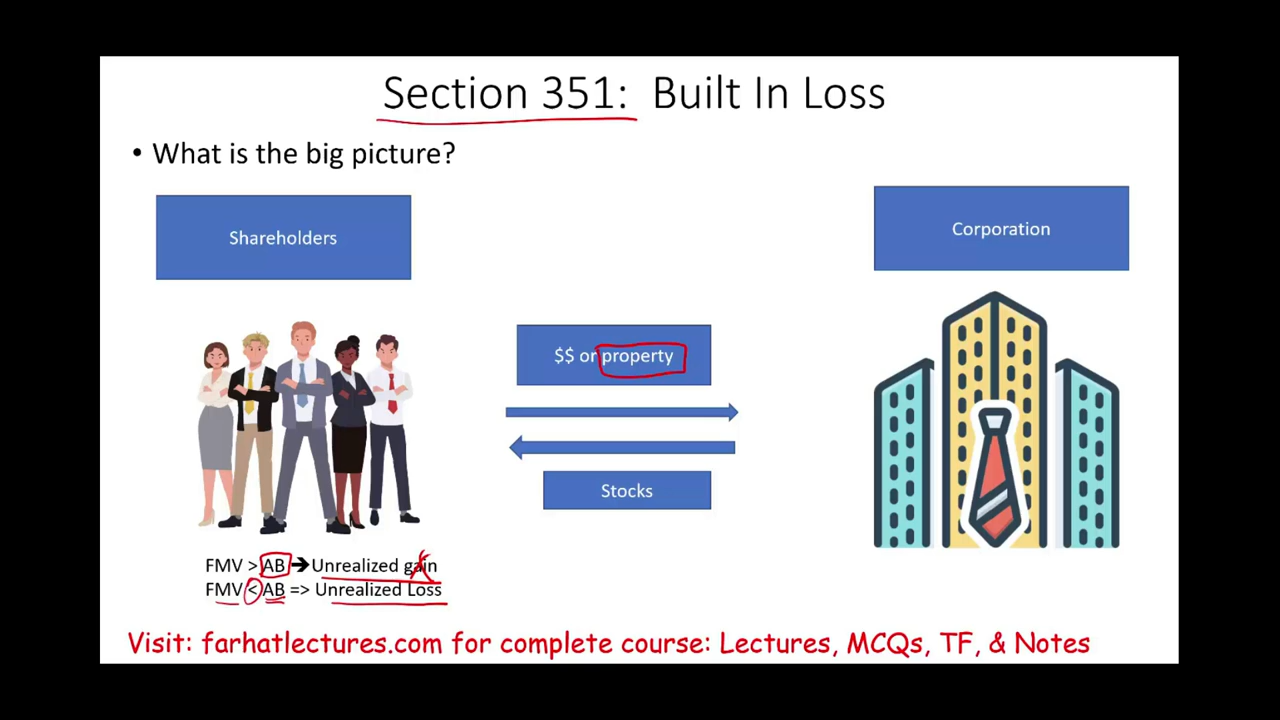 Section 351: Built In Loss
• What is the big picture?
Shareholders
Corporation
$$ or property
Stocks
FMV > AB ➔ Unrealized gain
FMV < AB => Unrealized Loss
Visit: farhatlectures.com for complete course: Lectures, MCQs, TF, & Notes